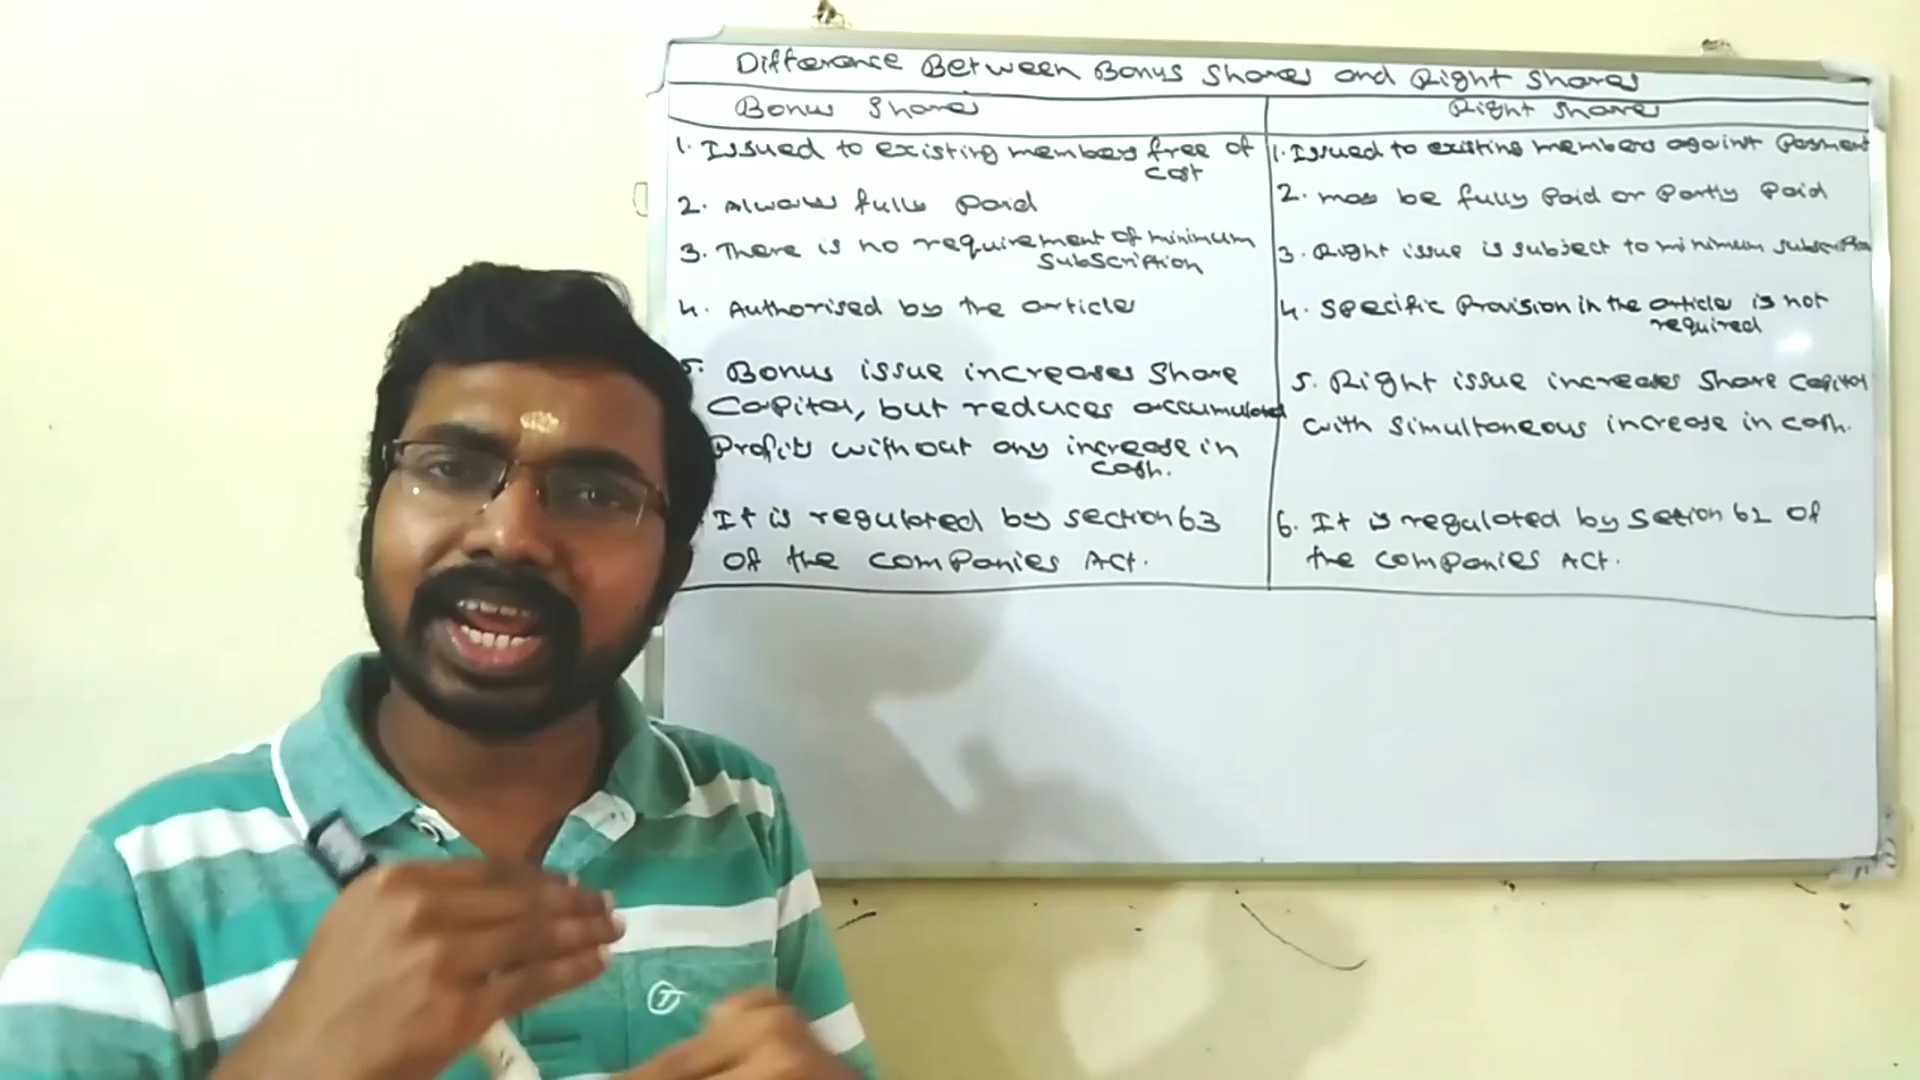 Difference Between Bonus Shares and Right Shares
Bonus Shares
1. Issued to existing members free of
cost
2. Always fully paid
3. There is no requirement of minimum
subscription
4. Authorised by the article
5. Bonus issue increases share
capital, but reduces accumulated
profits without any increase in
cash.
It is regulated by section 63
of the companies Act.
Right Shares
1. Issued to existing members against Payment
2. may be fully paid or partly paid
3. Right issue is subject to minimum subscription
4. Specific Provision in the article is not
required
5. Right issue increases share capital
with simultaneous increase in cash.
6. It is regulated by Setion 62 of
the companies Act.
T